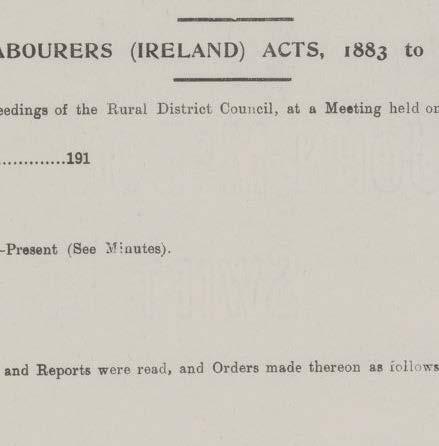 ABOURERS (IRELAND) ACTS, 1883 to
eedings of the Rural District Council, at a Meeting held on
.............191
—Present (See Minutes).
and Reports were read, and Orders made thereon as follows